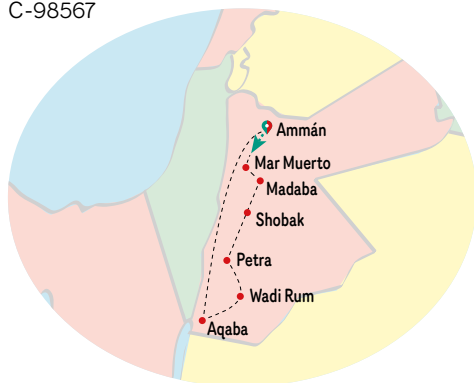 C-98567
Ammán
Mar Muerto
Madaba
Shobak
Petra
Wadi Rum
Aqaba